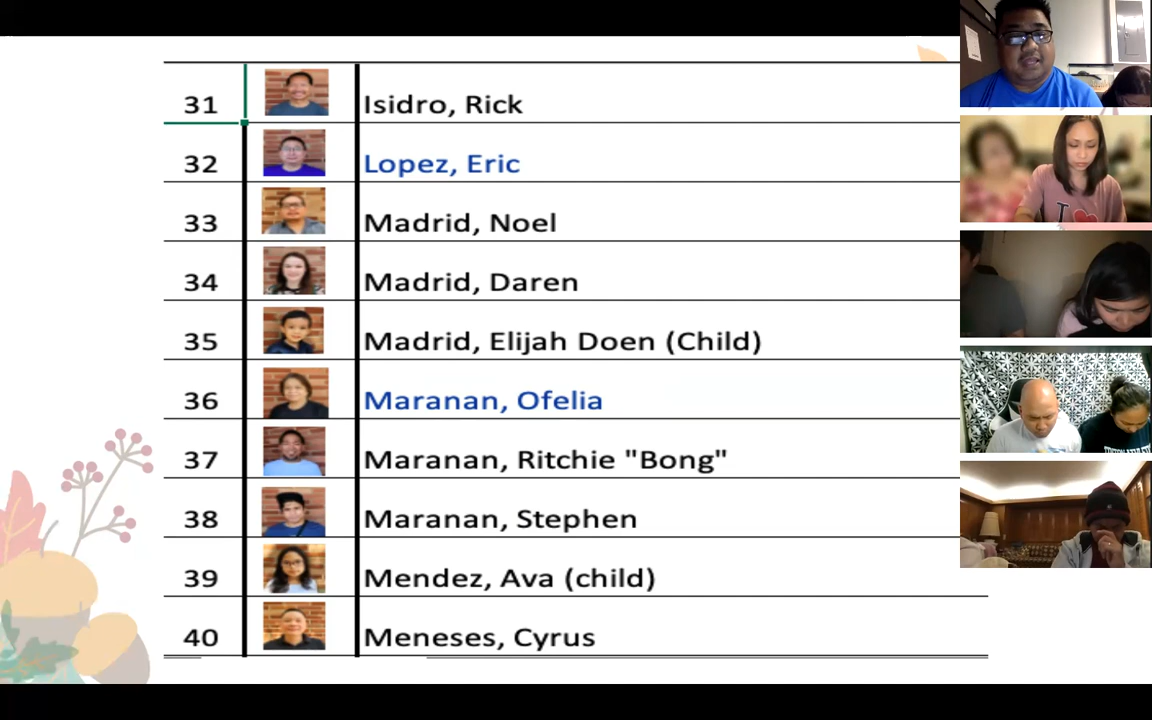 31 Isidro, Rick
32 Lopez, Eric
33 Madrid, Noel
34 Madrid, Daren
35 Madrid, Elijah Doen (Child)
36 Maranan, Ofelia
37 Maranan, Ritchie "Bong"
38 Maranan, Stephen
39 Mendez, Ava (child)
40 Meneses, Cyrus
I